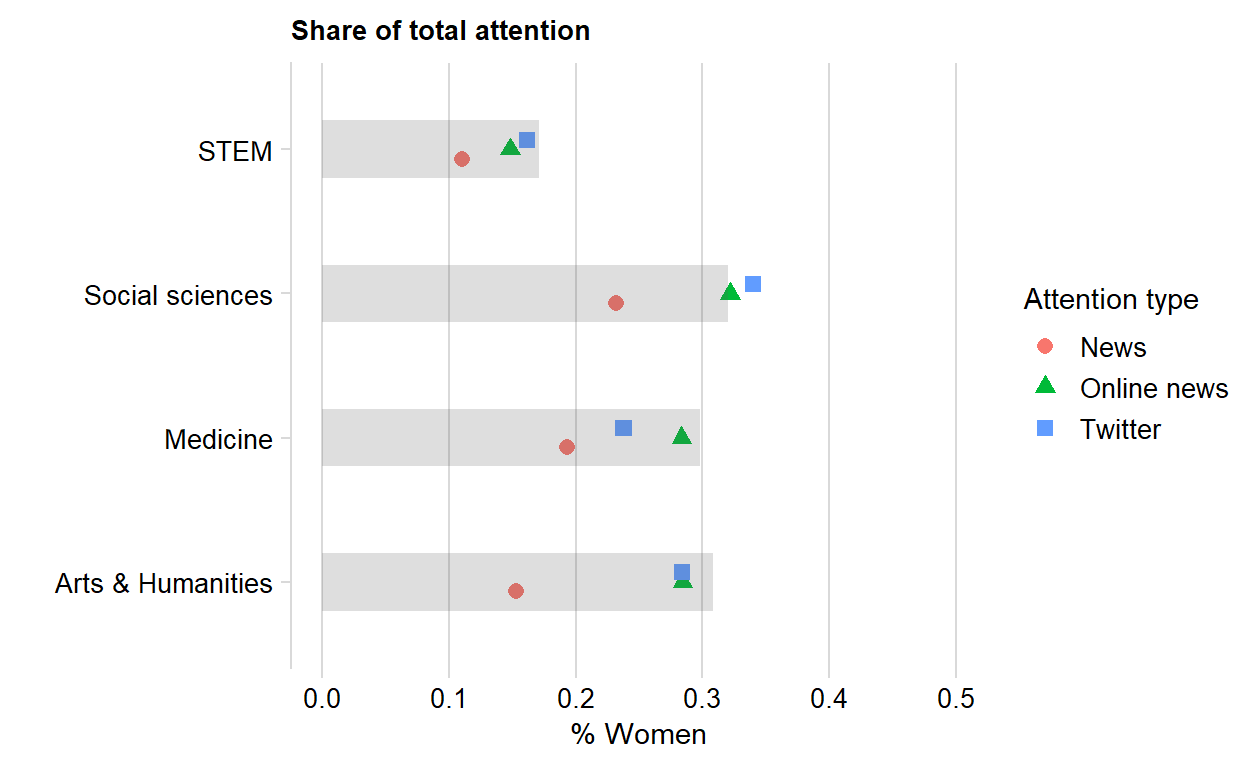 Share of total attention
STEM
Social sciences
Medicine
Arts & Humanities
0.0 0.1 0.2 0.3 0.4 0.5
% Women
Attention type
News
Online news
Twitter